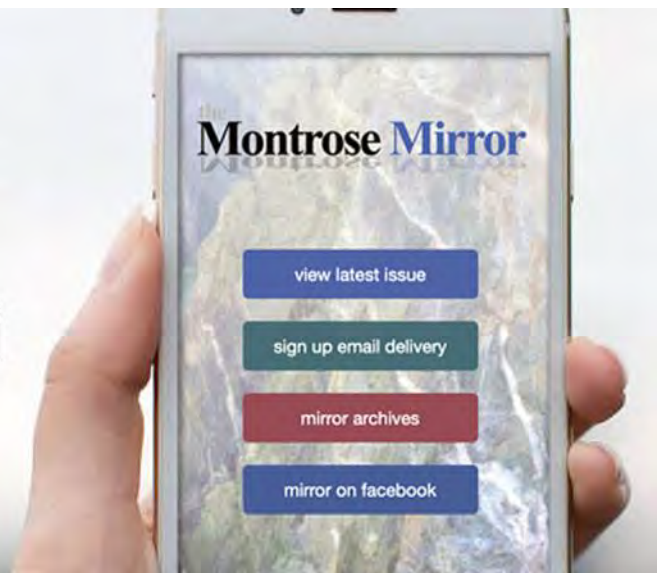 the
Montrose Mirror
view latest issue
sign up email delivery
mirror archives
mirror on facebook